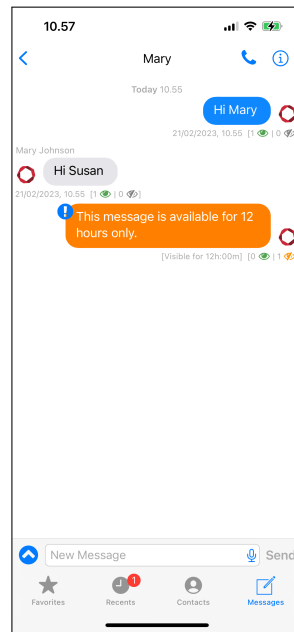 10.57
Mary
Today 10.55
Hi Mary
21/02/2023, 10.55 [1 | 0 ]
Mary Johnson
Hi Susan
21/02/2023, 10.55 [1 | 0 ]
! This message is available for 12
hours only.
[Visible for 12h:00m] [0 | 1 ]
New Message
Send
1
Favorites Recents Contacts Messages